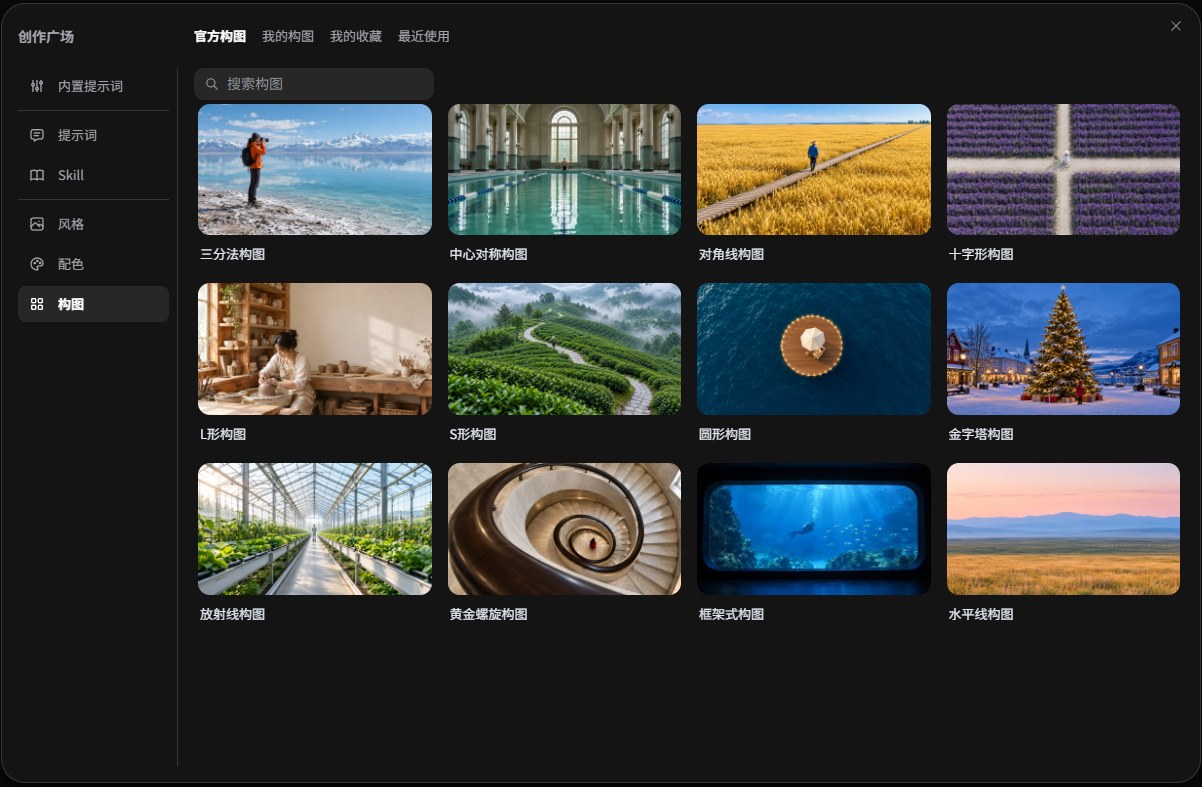 创作广场
官方构图 我的构图 我的收藏 最近使用
内置提示词
提示词
Skill
风格
配色
构图
搜索构图
三分法构图 中心对称构图 对角线构图 十字形构图
L形构图 S形构图 圆形构图 金字塔构图
放射线构图 黄金螺旋构图 框架式构图 水平线构图